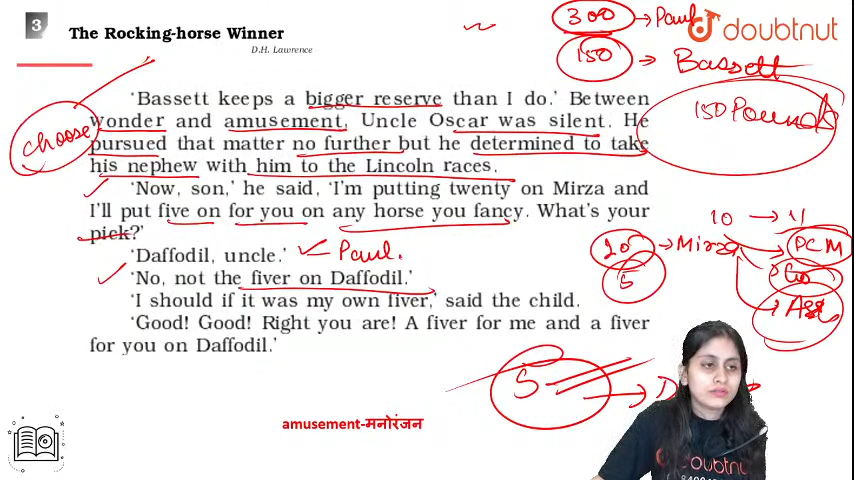 3
The Rocking-horse Winner
D.H. Lawrence
300 → Paul
doubtnut
150 → Bassett
150 Pounds
'Bassett keeps a bigger reserve than I do.' Between
wonder and amusement, Uncle Oscar was silent. He
pursued that matter no further but he determined to take
his nephew with him to the Lincoln races.
choose
'Now, son,' he said, 'I'm putting twenty on Mirza and
I'll put five on for you on any horse you fancy. What's your
pick?'
10 → 11
'Daffodil, uncle.' Paul.
20 → Mirza
PCM
5
'No, not the fiver on Daffodil.'
'I should if it was my own fiver,' said the child.
'Good! Good! Right you are! A fiver for me and a fiver
for you on Daffodil.'
5 → D
amusement-मनोरंजन
doubtnut